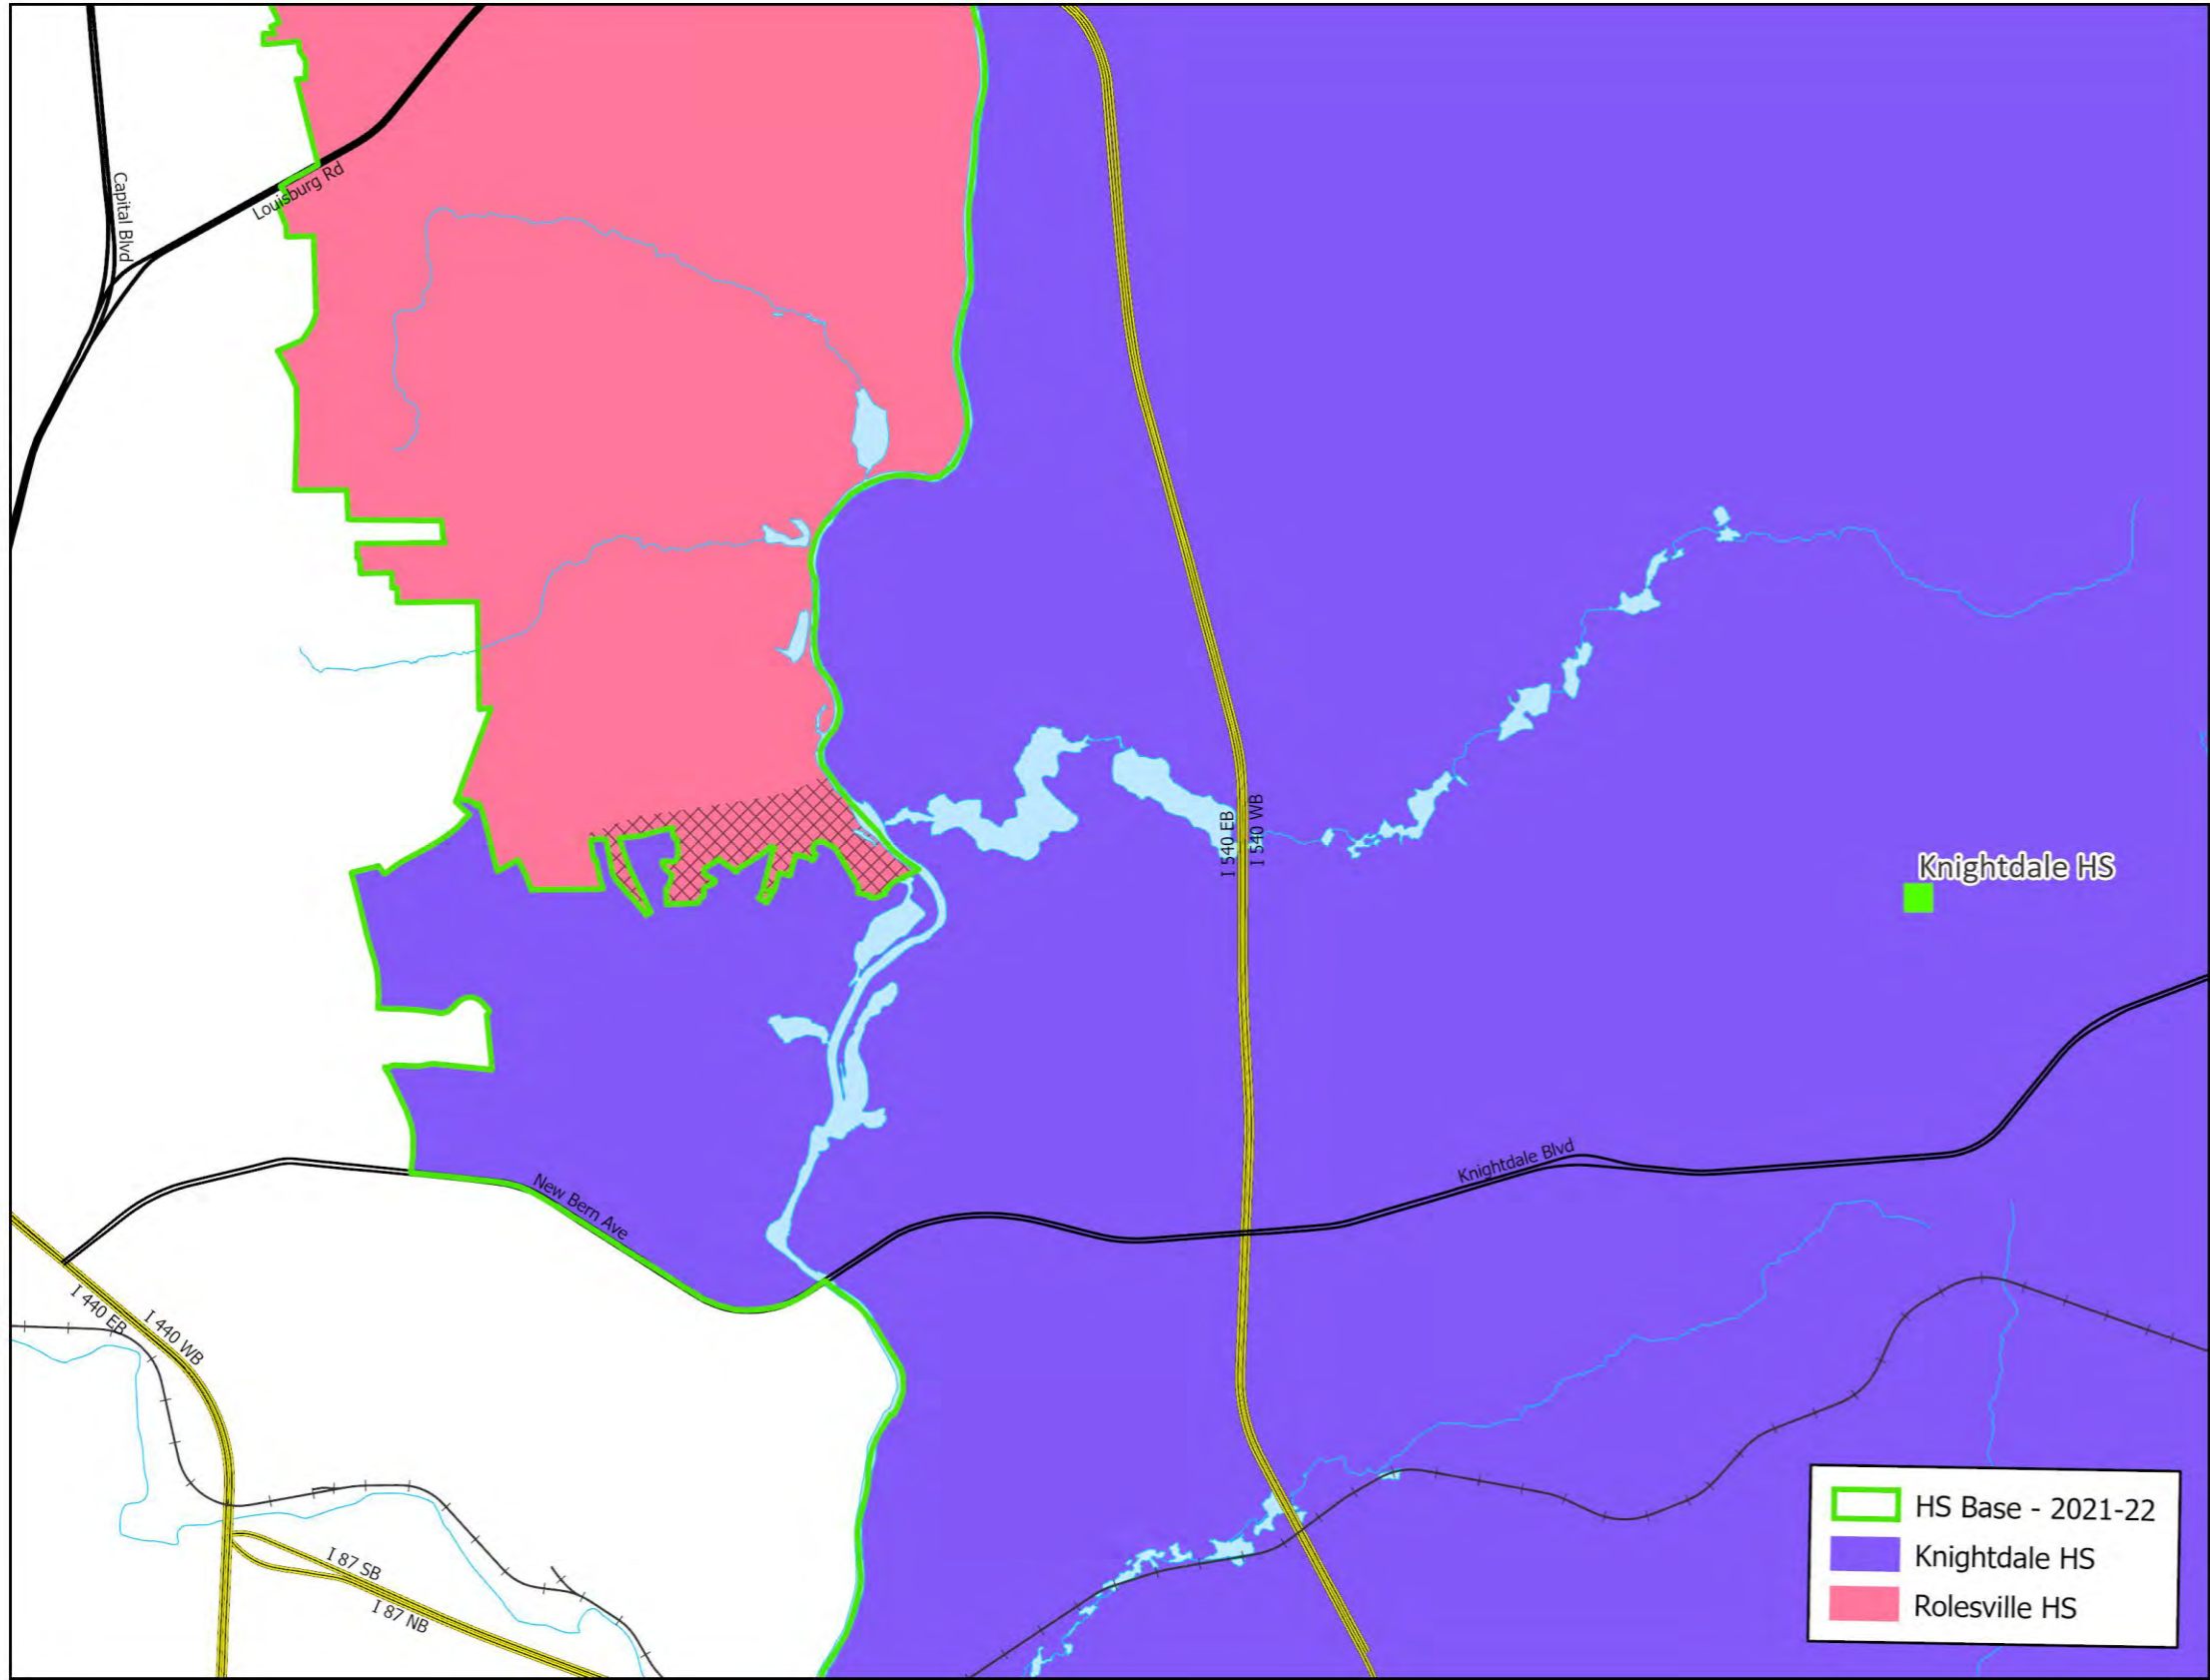 Capital Blvd
Louisburg Rd
I 540 EB
I 540 WB
Knightdale HS
Knightdale Blvd
New Bern Ave
I 440 EB
I 440 WB
I 87 SB
I 87 NB
HS Base - 2021-22
Knightdale HS
Rolesville HS